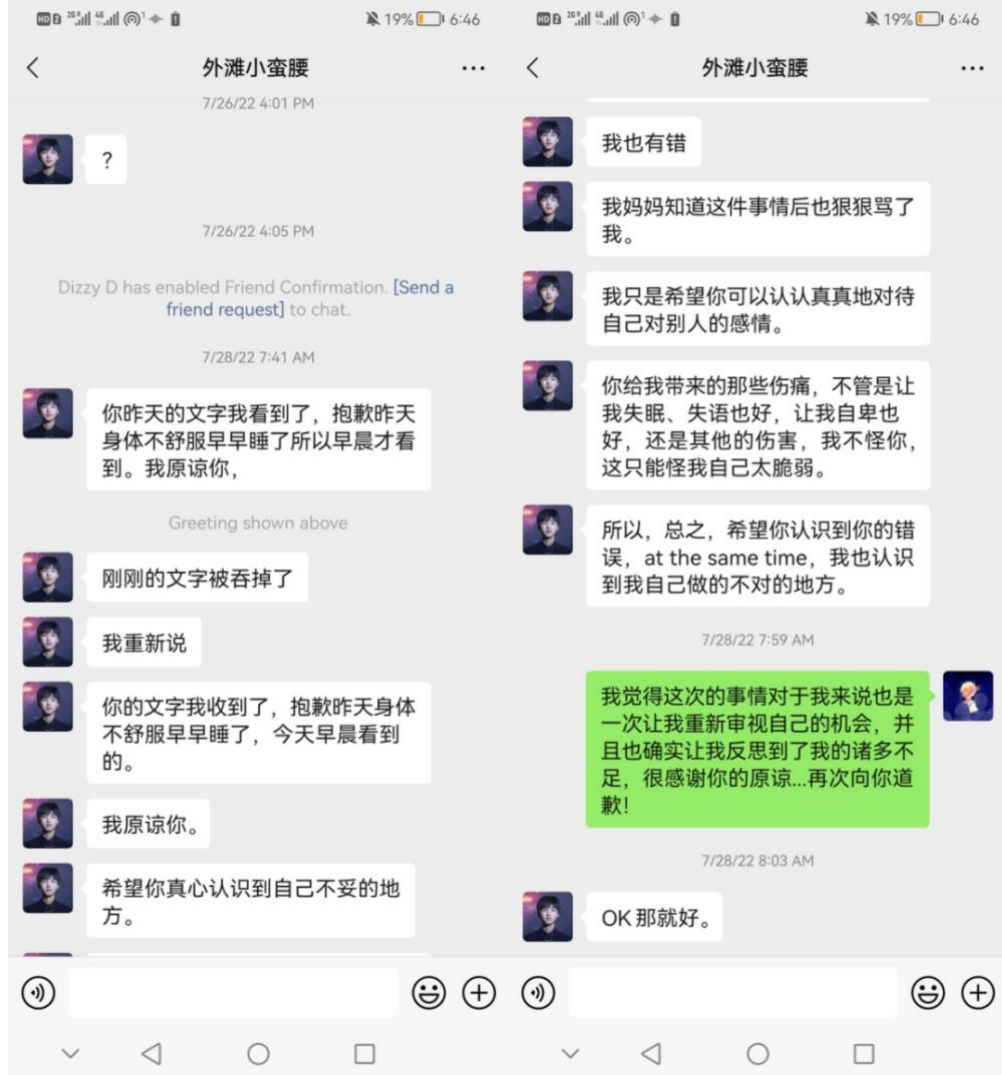 HD 2G 4G 1 19% 6:46
外滩小蛮腰
7/26/22 4:01 PM
?
7/26/22 4:05 PM
Dizzy D has enabled Friend Confirmation. [Send a
friend request] to chat.
7/28/22 7:41 AM
你昨天的文字我看到了，抱歉昨天
身体不舒服早早睡了所以早晨才看
到。我原谅你，
Greeting shown above
刚刚的文字被吞掉了
我重新说
你的文字我收到了，抱歉昨天身体
不舒服早早睡了，今天早晨看到
的。
我原谅你。
希望你真心认识到自己不妥的地
方。
HD 2G 4G 1 19% 6:46
外滩小蛮腰
我也有错
我妈妈知道这件事情后也狠狠骂了
我。
我只是希望你可以认认真真地对待
自己对别人的感情。
你给我带来的那些伤痛，不管是让
我失眠、失语也好，让我自卑也
好，还是其他的伤害，我不怪你，
这只能怪我自己太脆弱。
所以，总之，希望你认识到你的错
误，at the same time，我也认识
到我自己做的不对的地方。
7/28/22 7:59 AM
我觉得这次的事情对于我来说也是
一次让我重新审视自己的机会，并
且也确实让我反思到了我的诸多不
足，很感谢你的原谅...再次向你道
歉!
7/28/22 8:03 AM
OK 那就好。